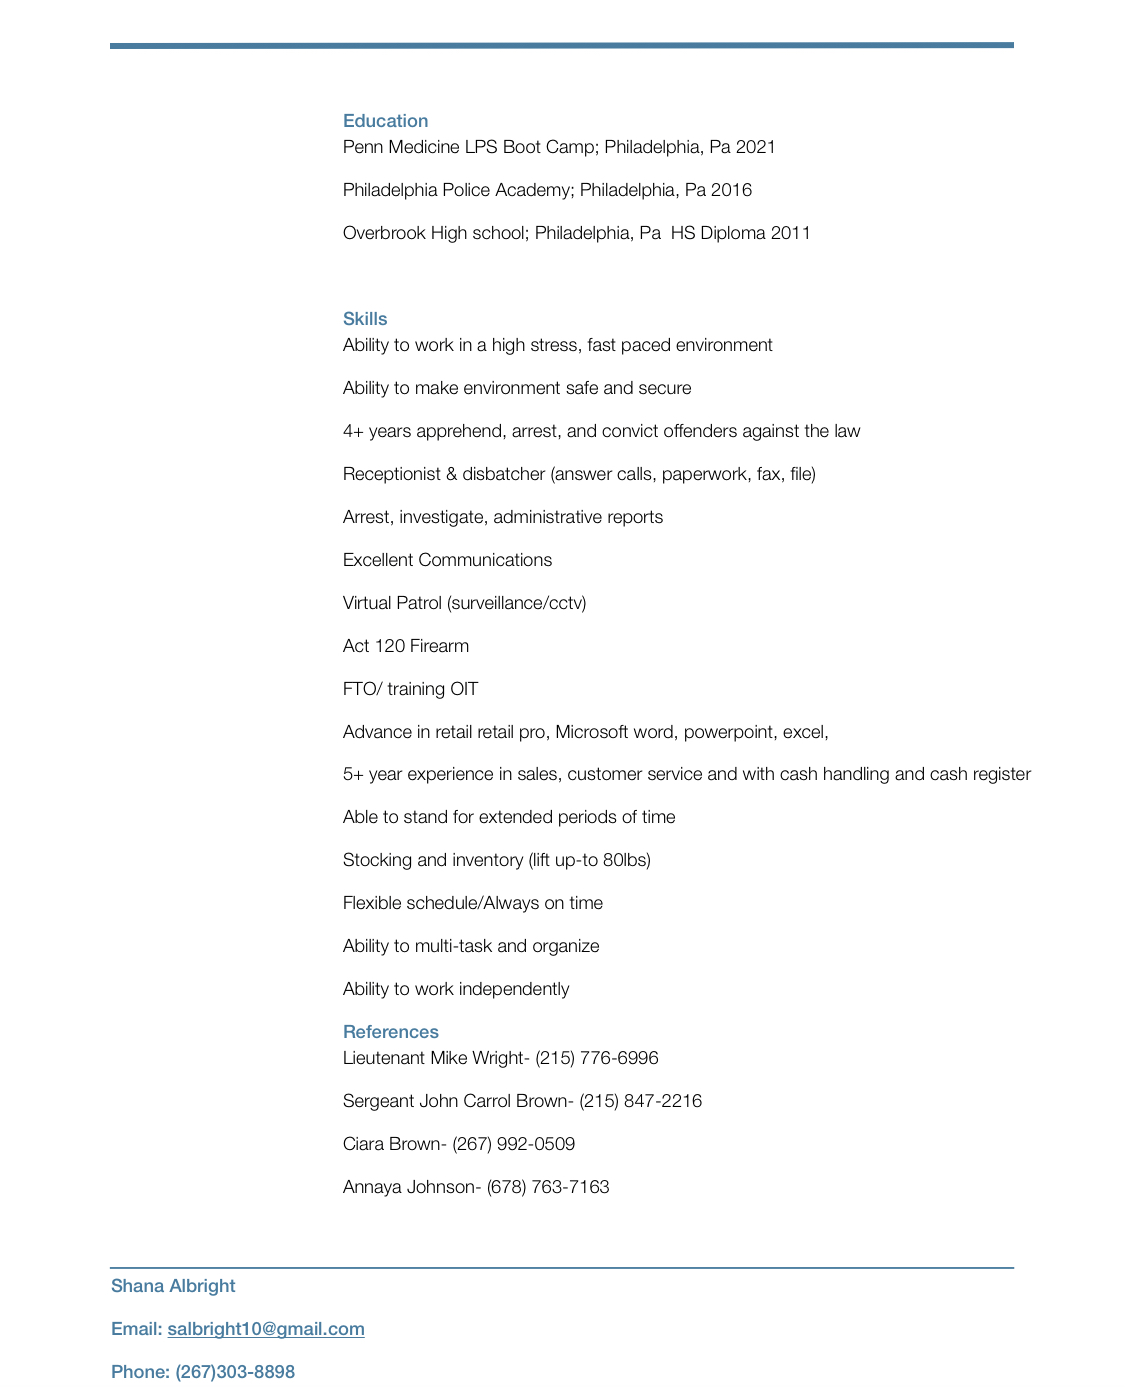 Education
Penn Medicine LPS Boot Camp; Philadelphia, Pa 2021
Philadelphia Police Academy; Philadelphia, Pa 2016
Overbrook High school; Philadelphia, Pa  HS Diploma 2011
Skills
Ability to work in a high stress, fast paced environment
Ability to make environment safe and secure
4+ years apprehend, arrest, and convict offenders against the law
Receptionist & disbatcher (answer calls, paperwork, fax, file)
Arrest, investigate, administrative reports
Excellent Communications
Virtual Patrol (surveillance/cctv)
Act 120 Firearm
FTO/ training OIT
Advance in retail retail pro, Microsoft word, powerpoint, excel,
5+ year experience in sales, customer service and with cash handling and cash register
Able to stand for extended periods of time
Stocking and inventory (lift up-to 80lbs)
Flexible schedule/Always on time
Ability to multi-task and organize
Ability to work independently
References
Lieutenant Mike Wright- (215) 776-6996
Sergeant John Carrol Brown- (215) 847-2216
Ciara Brown- (267) 992-0509
Annaya Johnson- (678) 763-7163
Shana Albright
Email: salbright10@gmail.com
Phone: (267)303-8898